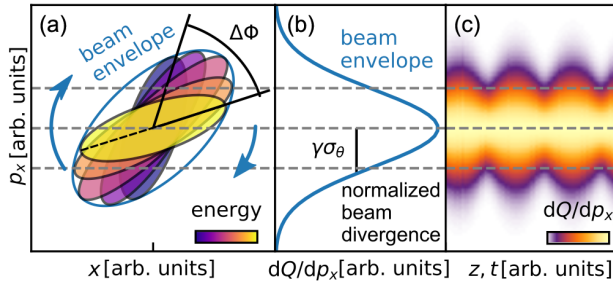 (a)
beam
envelope
ΔΦ
energy
p_x [arb. units]
x [arb. units]
(b)
beam
envelope
γσ_θ
normalized
beam
divergence
dQ/dp_x [arb. units]
(c)
dQ/dp_x
z, t [arb. units]